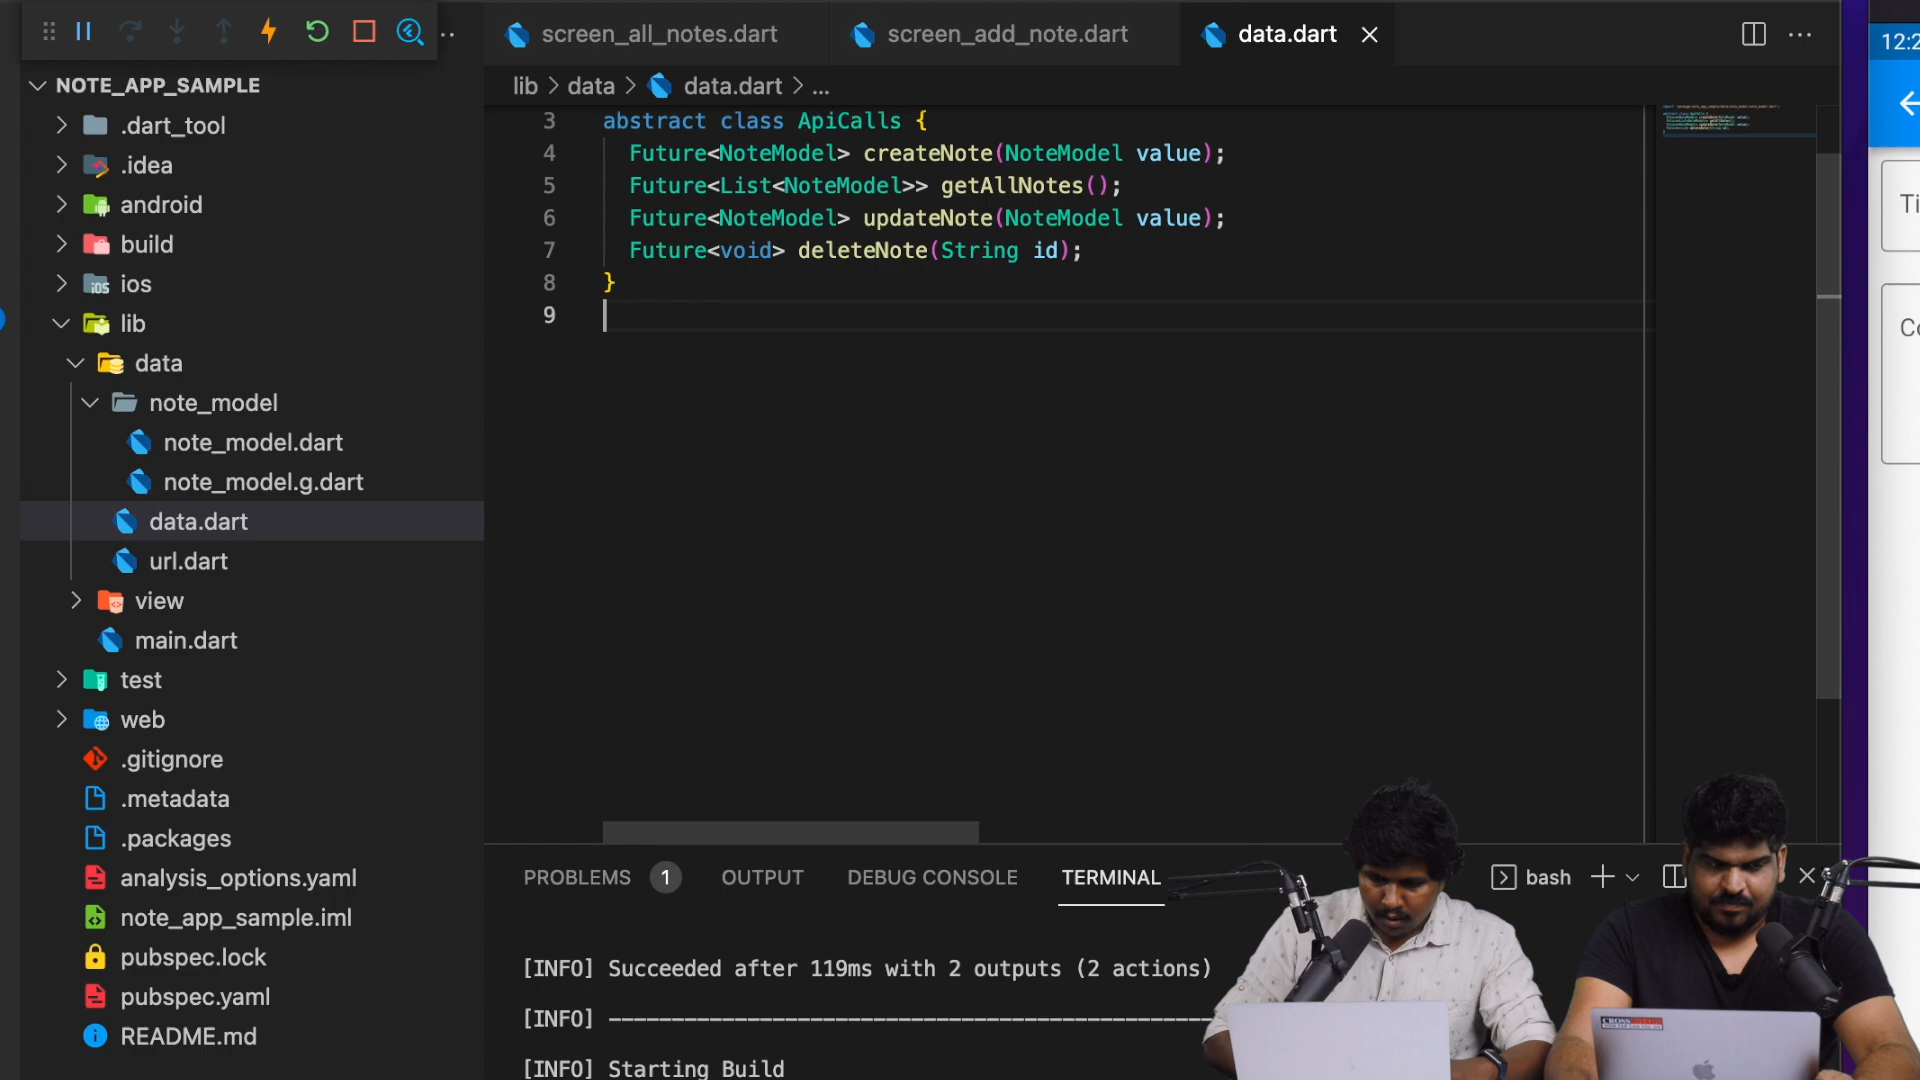 screen_all_notes.dart
screen_add_note.dart
data.dart
12:2
NOTE_APP_SAMPLE
lib > data > data.dart > ...
.dart_tool
.idea
android
build
ios
lib
data
note_model
note_model.dart
note_model.g.dart
data.dart
url.dart
view
main.dart
test
web
.gitignore
.metadata
.packages
analysis_options.yaml
note_app_sample.iml
pubspec.lock
pubspec.yaml
README.md
3 abstract class ApiCalls {
4 Future<NoteModel> createNote(NoteModel value);
5 Future<List<NoteModel>> getAllNotes();
6 Future<NoteModel> updateNote(NoteModel value);
7 Future<void> deleteNote(String id);
8 }
9
Ti
Co
PROBLEMS 1 OUTPUT DEBUG CONSOLE TERMINAL bash
[INFO] Succeeded after 119ms with 2 outputs (2 actions)
[INFO] ------------------------------------------------
[INFO] Starting Build